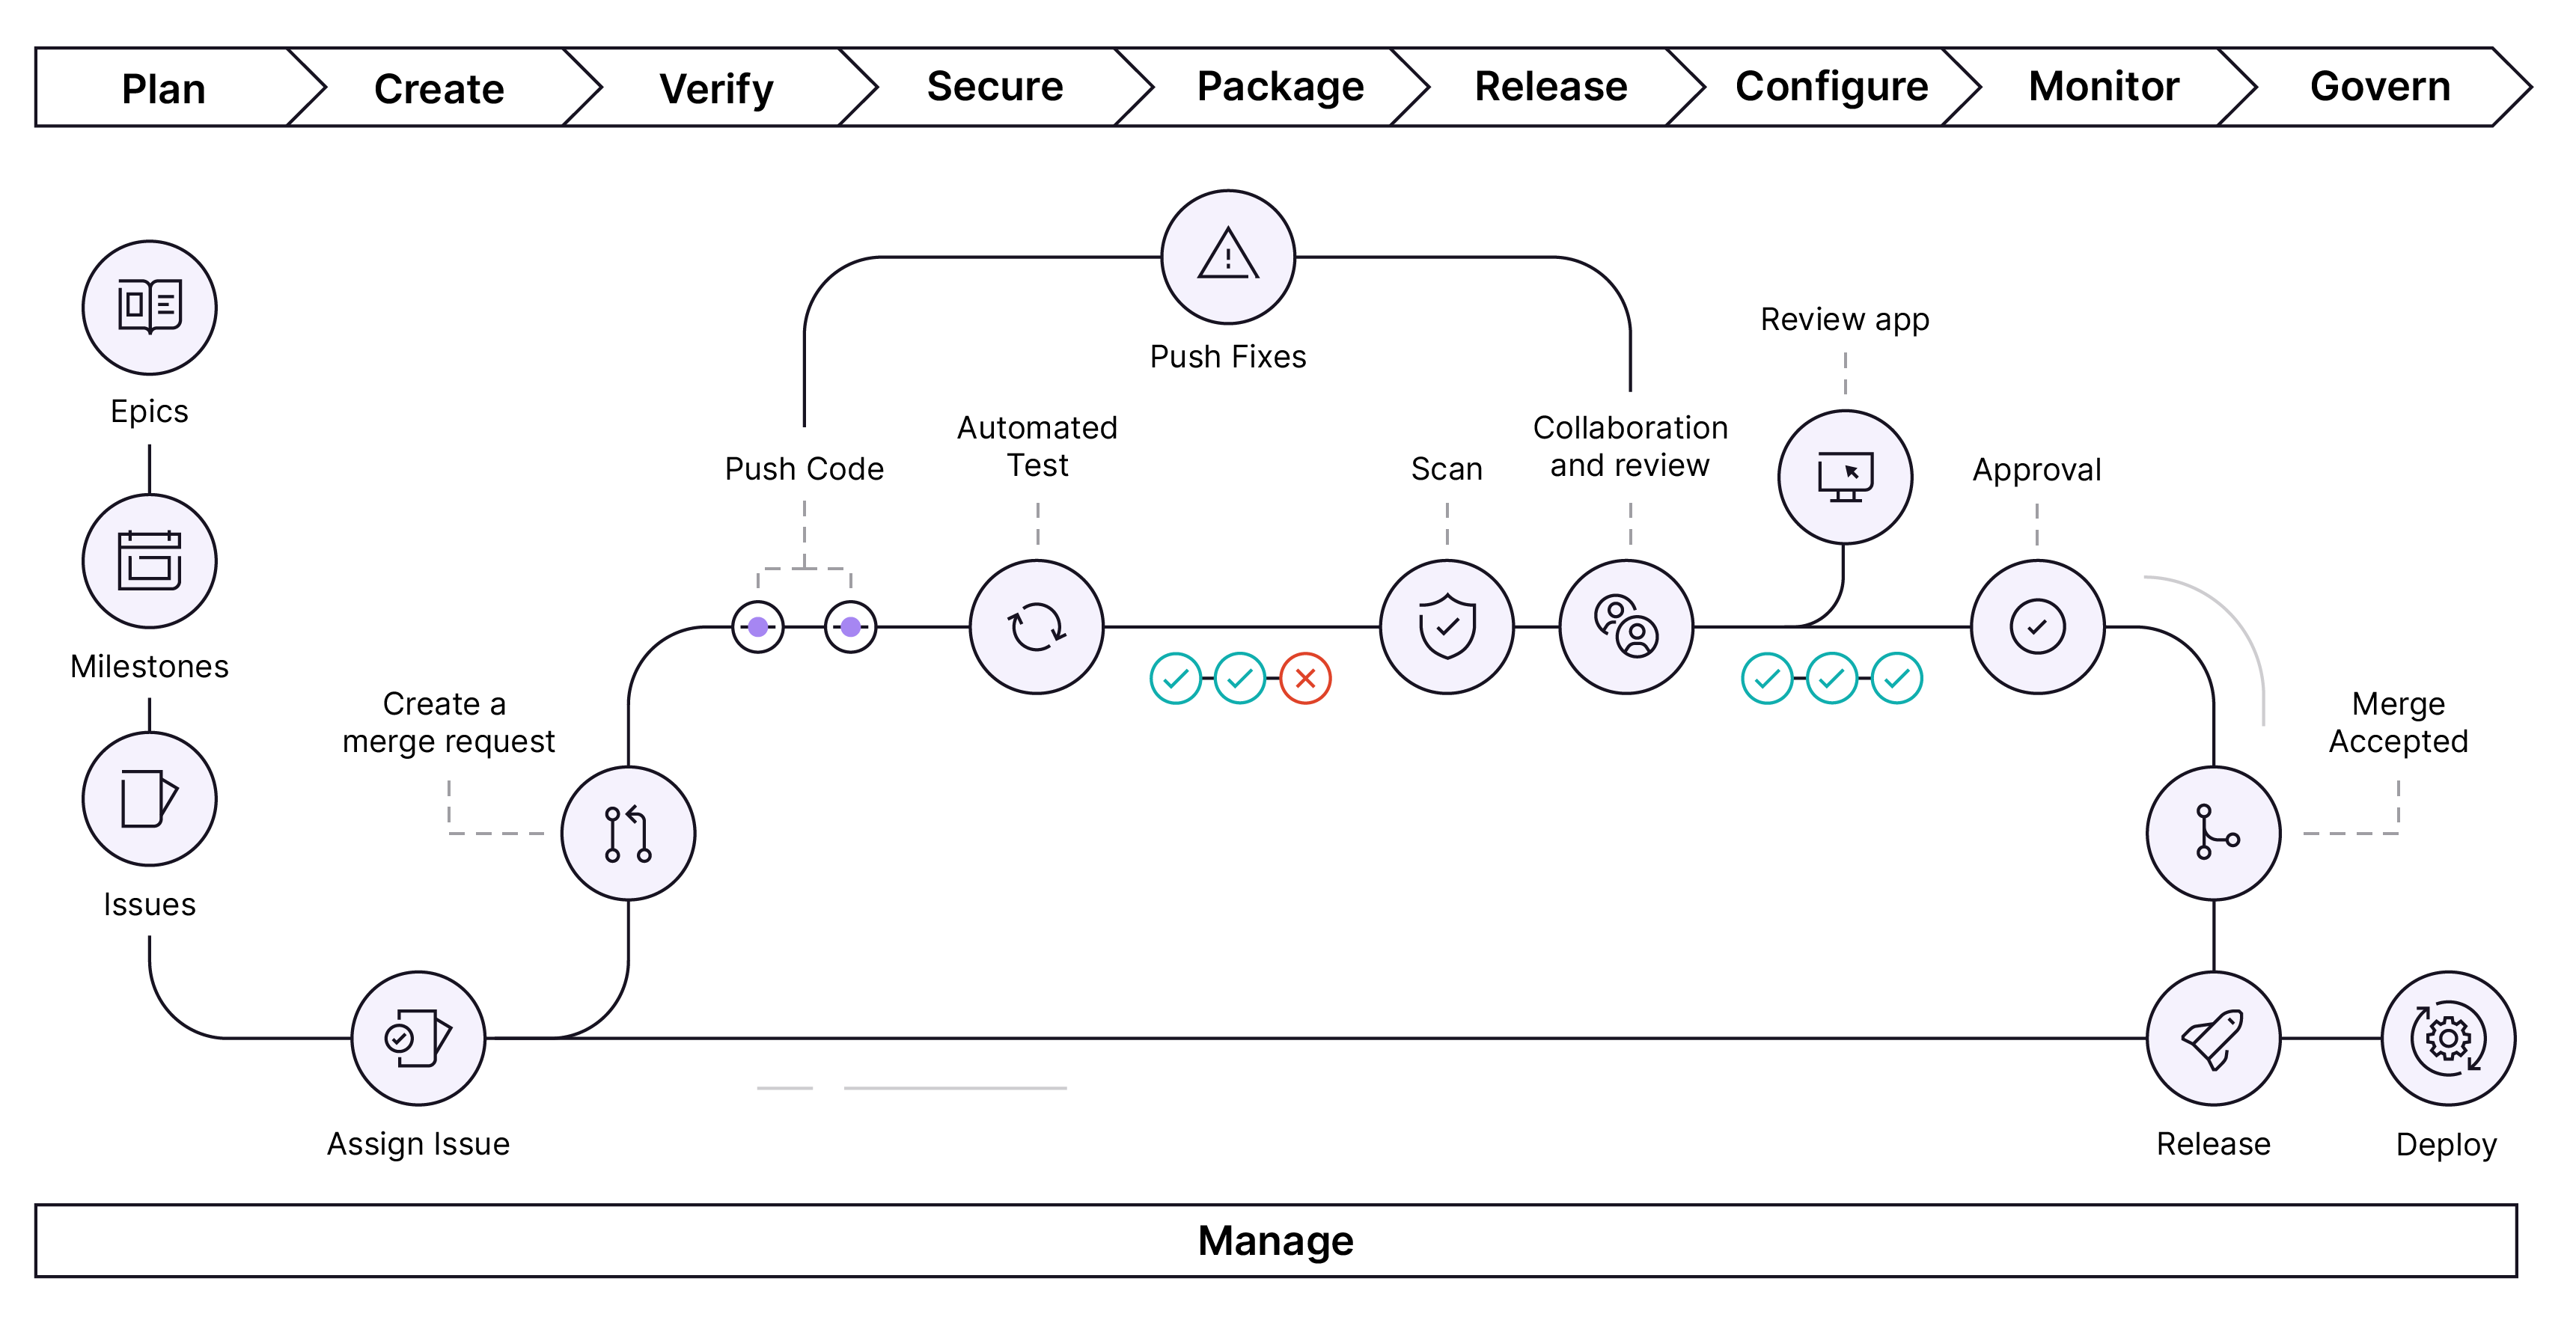 Plan
Create
Verify
Secure
Package
Release
Configure
Monitor
Govern
Push Fixes
Epics
Milestones
Issues
Assign Issue
Create a
merge request
Push Code
Automated
Test
Scan
Collaboration
and review
Review app
Approval
Merge
Accepted
Release
Deploy
Manage